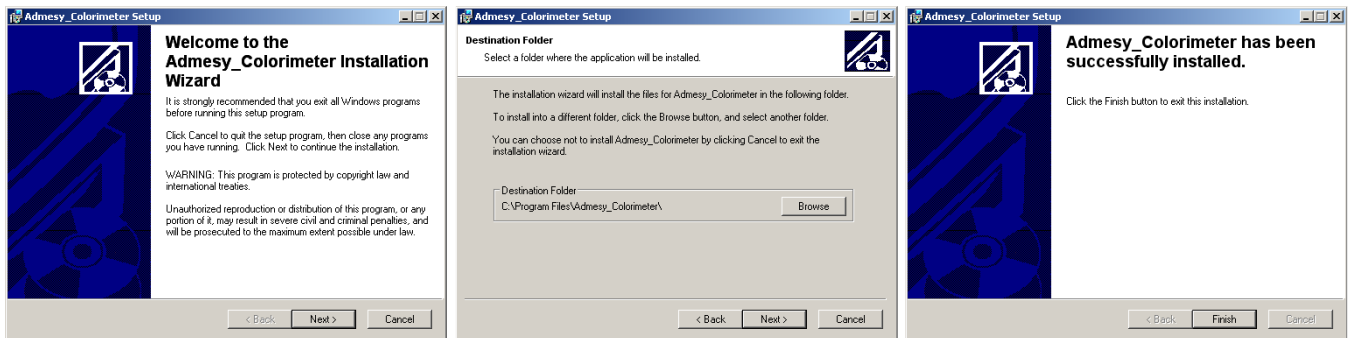 Admesy_Colorimeter Setup
Welcome to the
Admesy_Colorimeter Installation
Wizard
It is strongly recommended that you exit all Windows programs
before running this setup program.
Click Cancel to quit the setup program, then close any programs
you have running. Click Next to continue the installation.
WARNING: This program is protected by copyright law and
international treaties.
Unauthorized reproduction or distribution of this program, or any
portion of it, may result in severe civil and criminal penalties, and
will be prosecuted to the maximum extent possible under law.
< Back
Next >
Cancel
Admesy_Colorimeter Setup
Destination Folder
Select a folder where the application will be installed.
The installation wizard will install the files for Admesy_Colorimeter in the following folder.
To install into a different folder, click the Browse button, and select another folder.
You can choose not to install Admesy_Colorimeter by clicking Cancel to exit the
installation wizard.
Destination Folder
C:\Program Files\Admesy_Colorimeter\
Browse
< Back
Next >
Cancel
Admesy_Colorimeter Setup
Admesy_Colorimeter has been
successfully installed.
Click the Finish button to exit this installation.
< Back
Finish
Cancel